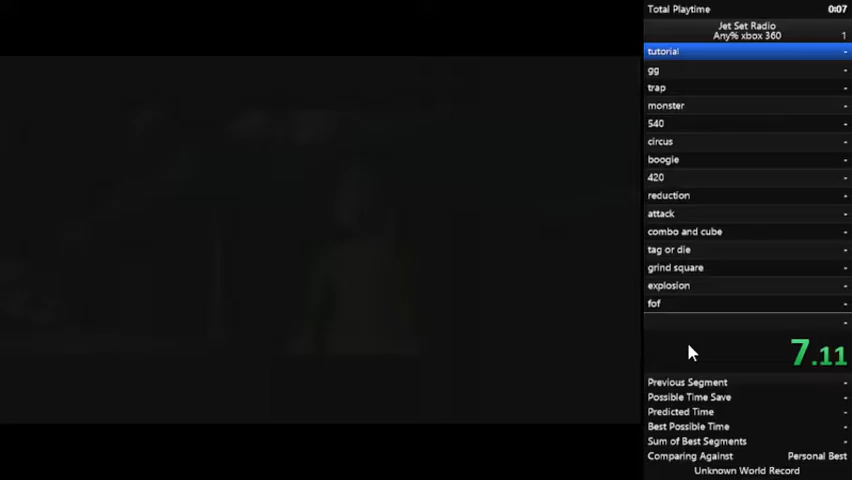 Total Playtime 0:07
Jet Set Radio
Any% xbox 360 1
tutorial -
gg -
trap -
monster -
540 -
circus -
boogie -
420 -
reduction -
attack -
combo and cube -
tag or die -
grind square -
explosion -
fof -
-
7.11
Previous Segment -
Possible Time Save -
Predicted Time -
Best Possible Time -
Sum of Best Segments -
Comparing Against Personal Best
Unknown World Record